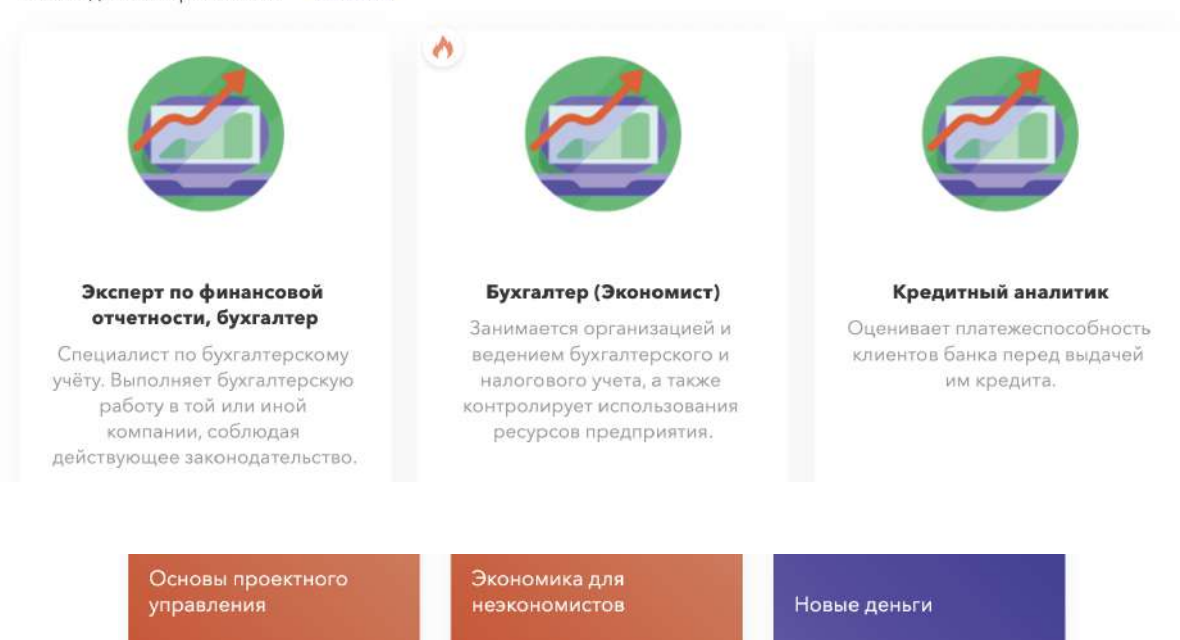 Эксперт по финансовой
отчетности, бухгалтер
Специалист по бухгалтерскому
учёту. Выполняет бухгалтерскую
работу в той или иной
компании, соблюдая
действующее законодательство.
Бухгалтер (Экономист)
Занимается организацией и
ведением бухгалтерского и
налогового учета, а также
контролирует использования
ресурсов предприятия.
Кредитный аналитик
Оценивает платежеспособность
клиентов банка перед выдачей
им кредита.
Основы проектного
управления
Экономика для
неэкономистов
Новые деньги